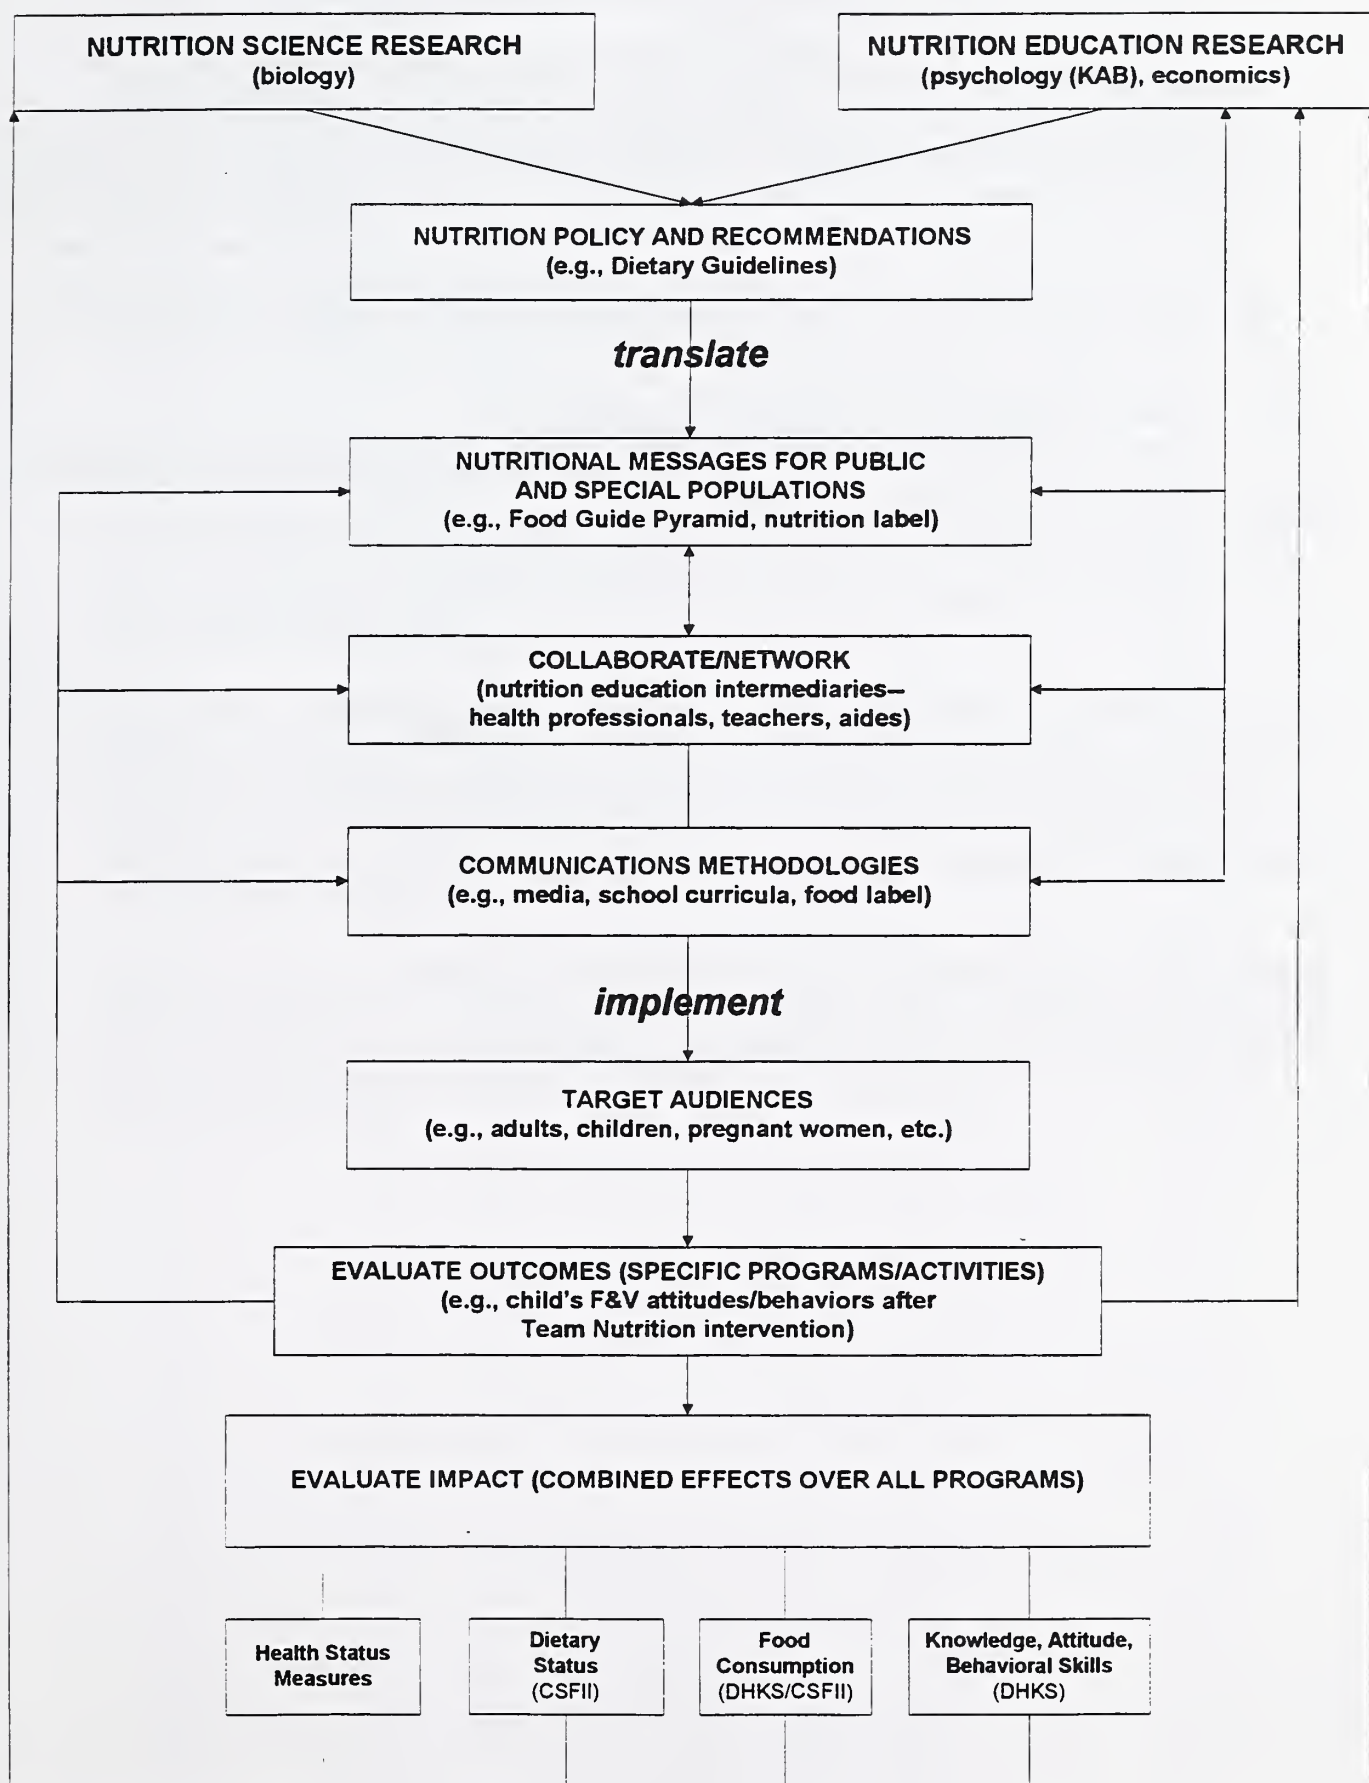 NUTRITION SCIENCE RESEARCH
(biology)
NUTRITION EDUCATION RESEARCH
(psychology (KAB), economics)
NUTRITION POLICY AND RECOMMENDATIONS
(e.g., Dietary Guidelines)
translate
NUTRITIONAL MESSAGES FOR PUBLIC
AND SPECIAL POPULATIONS
(e.g., Food Guide Pyramid, nutrition label)
COLLABORATE/NETWORK
(nutrition education intermediaries–
health professionals, teachers, aides)
COMMUNICATIONS METHODOLOGIES
(e.g., media, school curricula, food label)
implement
TARGET AUDIENCES
(e.g., adults, children, pregnant women, etc.)
EVALUATE OUTCOMES (SPECIFIC PROGRAMS/ACTIVITIES)
(e.g., child's F&V attitudes/behaviors after
Team Nutrition intervention)
EVALUATE IMPACT (COMBINED EFFECTS OVER ALL PROGRAMS)
Health Status
Measures
Dietary
Status
(CSFII)
Food
Consumption
(DHKS/CSFII)
Knowledge, Attitude,
Behavioral Skills
(DHKS)